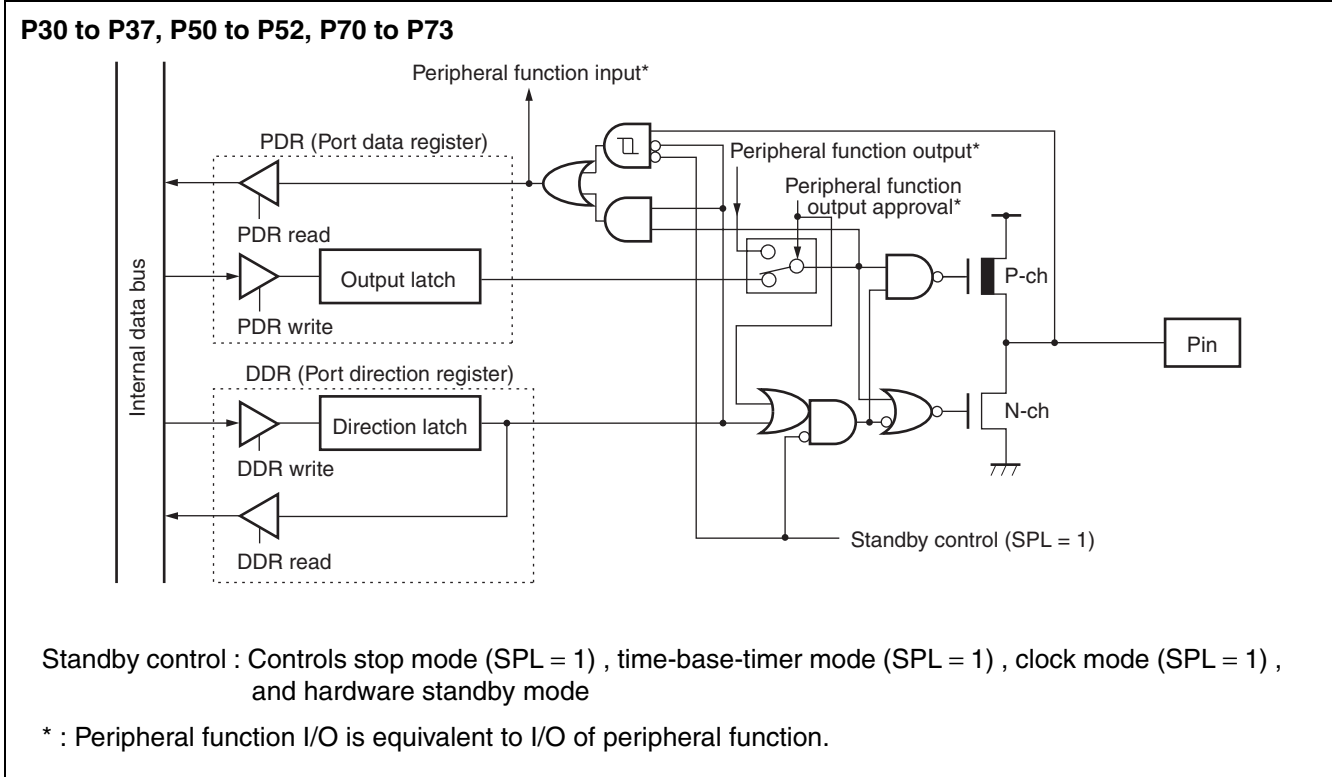 P30 to P37, P50 to P52, P70 to P73
Peripheral function input*
PDR (Port data register)
Peripheral function output*
Peripheral function
output approval*
PDR read
Output latch
PDR write
P-ch
Pin
Internal data bus
DDR (Port direction register)
Direction latch
N-ch
DDR write
Standby control (SPL = 1)
DDR read
Standby control : Controls stop mode (SPL = 1) , time-base-timer mode (SPL = 1) , clock mode (SPL = 1) ,
and hardware standby mode
* : Peripheral function I/O is equivalent to I/O of peripheral function.